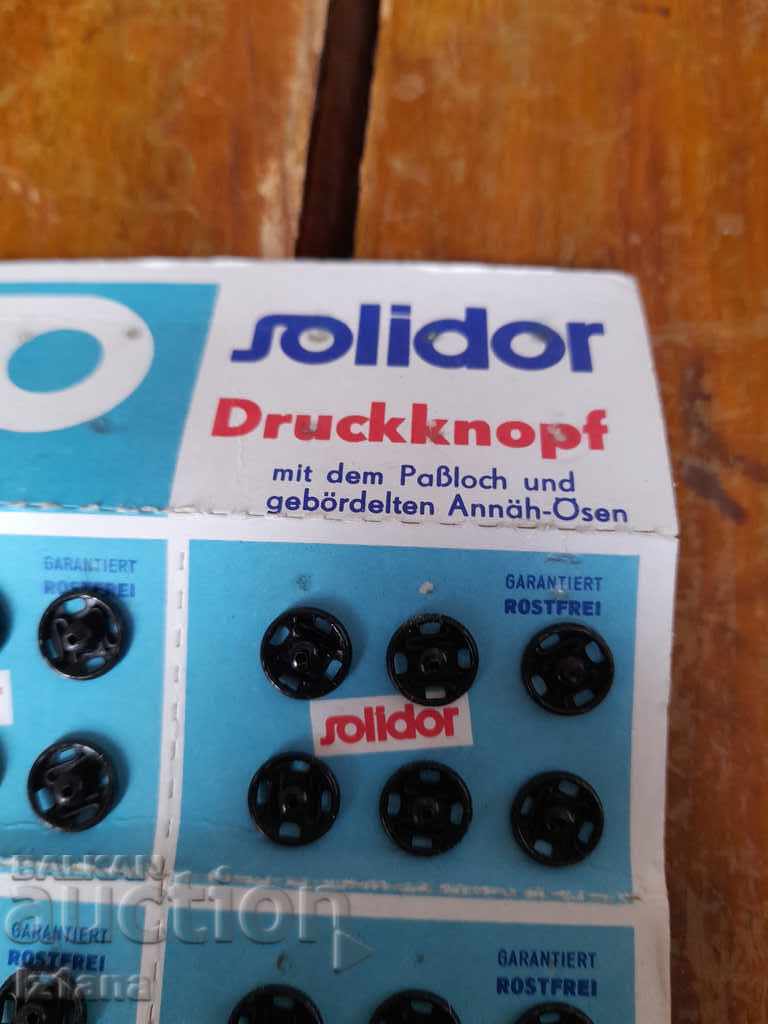 solidor
Druckknopf
mit dem Paßloch und
gebördelten Annäh-Ösen
GARANTIERT
ROSTFREI
GARANTIERT
ROSTFREI
solidor
BALKAN
auction
Iztana
GARANTIERT
ROSTFREI
GARANTIERT
ROSTFREI